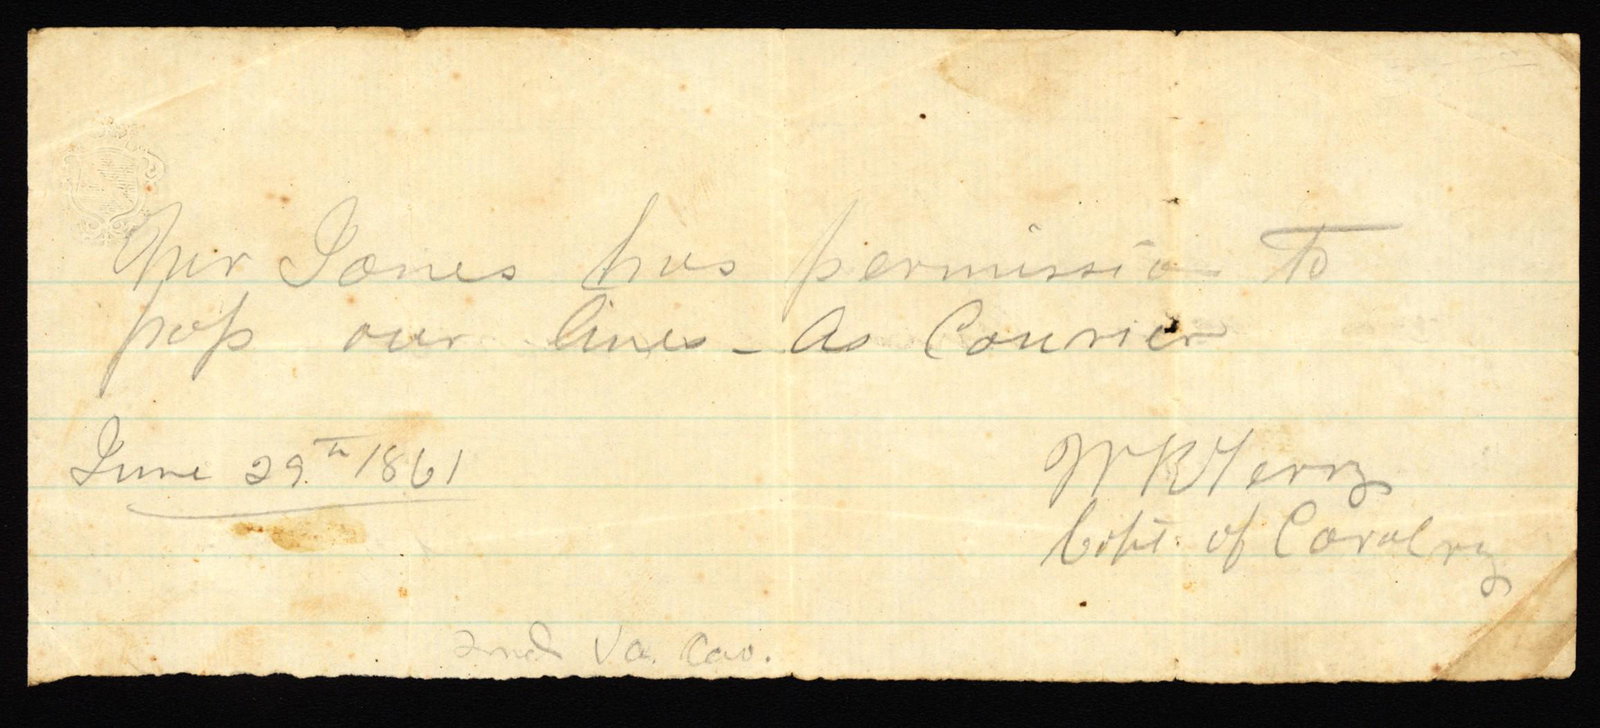 Mr Jones has permission to
pass our lines - As Courier
June 29th 1861
W R Terry
Capt. of Cavalry
2nd Va. Cav.